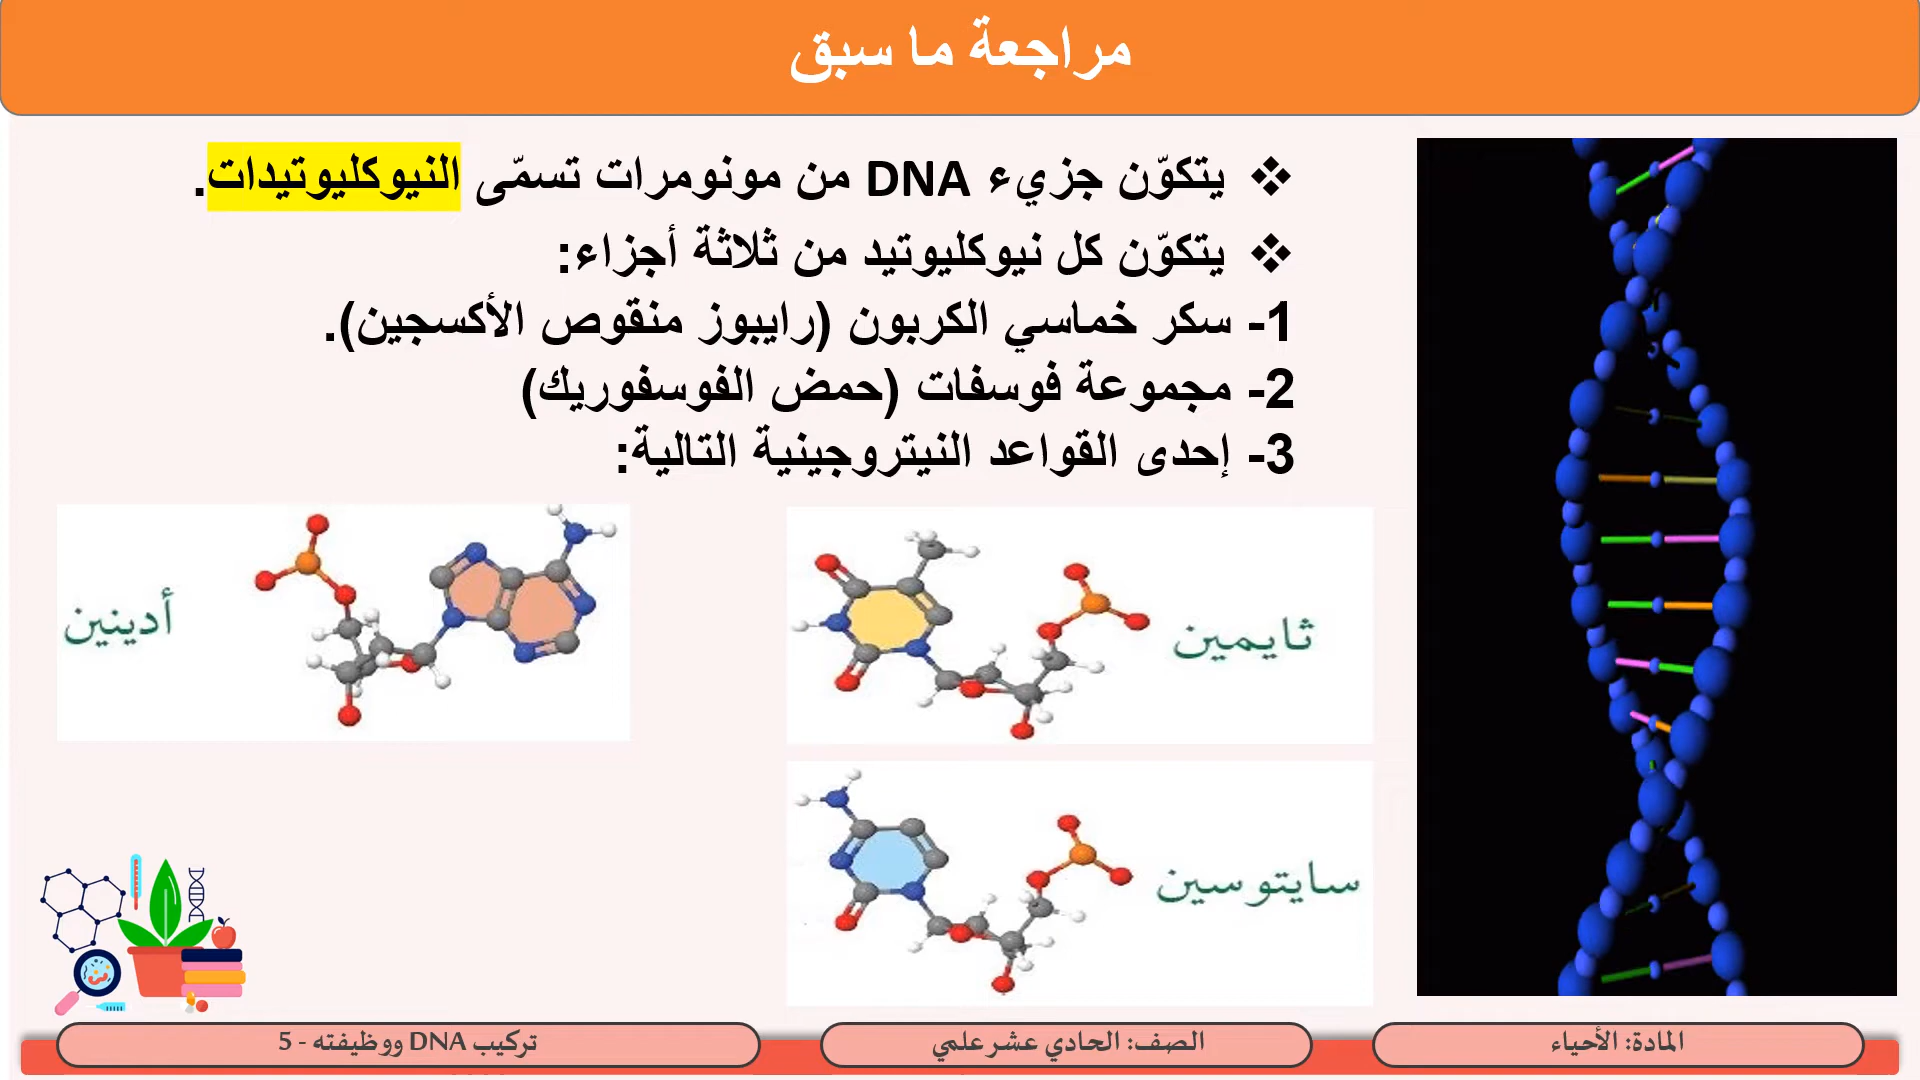 مراجعة ما سبق
❖ يتكوّن جزيء DNA من مونومرات تسمّى النيوكليوتيدات.
❖ يتكوّن كل نيوكليوتيد من ثلاثة أجزاء:
1- سكر خماسي الكربون (رايبوز منقوص الأكسجين).
2- مجموعة فوسفات (حمض الفوسفوريك)
3- إحدى القواعد النيتروجينية التالية:
ثايمين
أدينين
سايتوسين
المادة: الأحياء
الصف: الحادي عشر علمي
تركيب DNA ووظيفته - 5